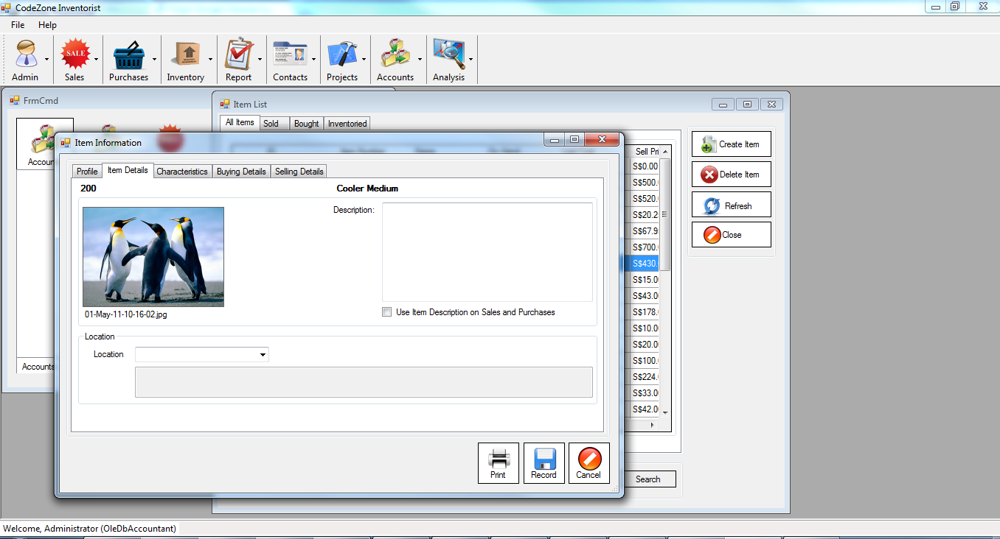 CodeZone Inventorist
File Help
Admin Sales Purchases Inventory Report Contacts Projects Accounts Analysis
FrmCmd
Item List
All Items Sold Bought Inventoried
Item Information
Profile Item Details Characteristics Buying Details Selling Details
200 Cooler Medium
Description:
01-May-11-10-16-02.jpg
Use Item Description on Sales and Purchases
Location
Location
Print Record Cancel
Accounts
Sell Pri
S$0.00
S$500.
S$520.
S$20.2
S$67.9
S$700.
S$430.
S$15.0
S$43.0
S$178.
S$10.0
S$20.0
S$100.
S$224.
S$33.0
S$42.0
Create Item
Delete Item
Refresh
Close
Search
Welcome, Administrator (OleDbAccountant)